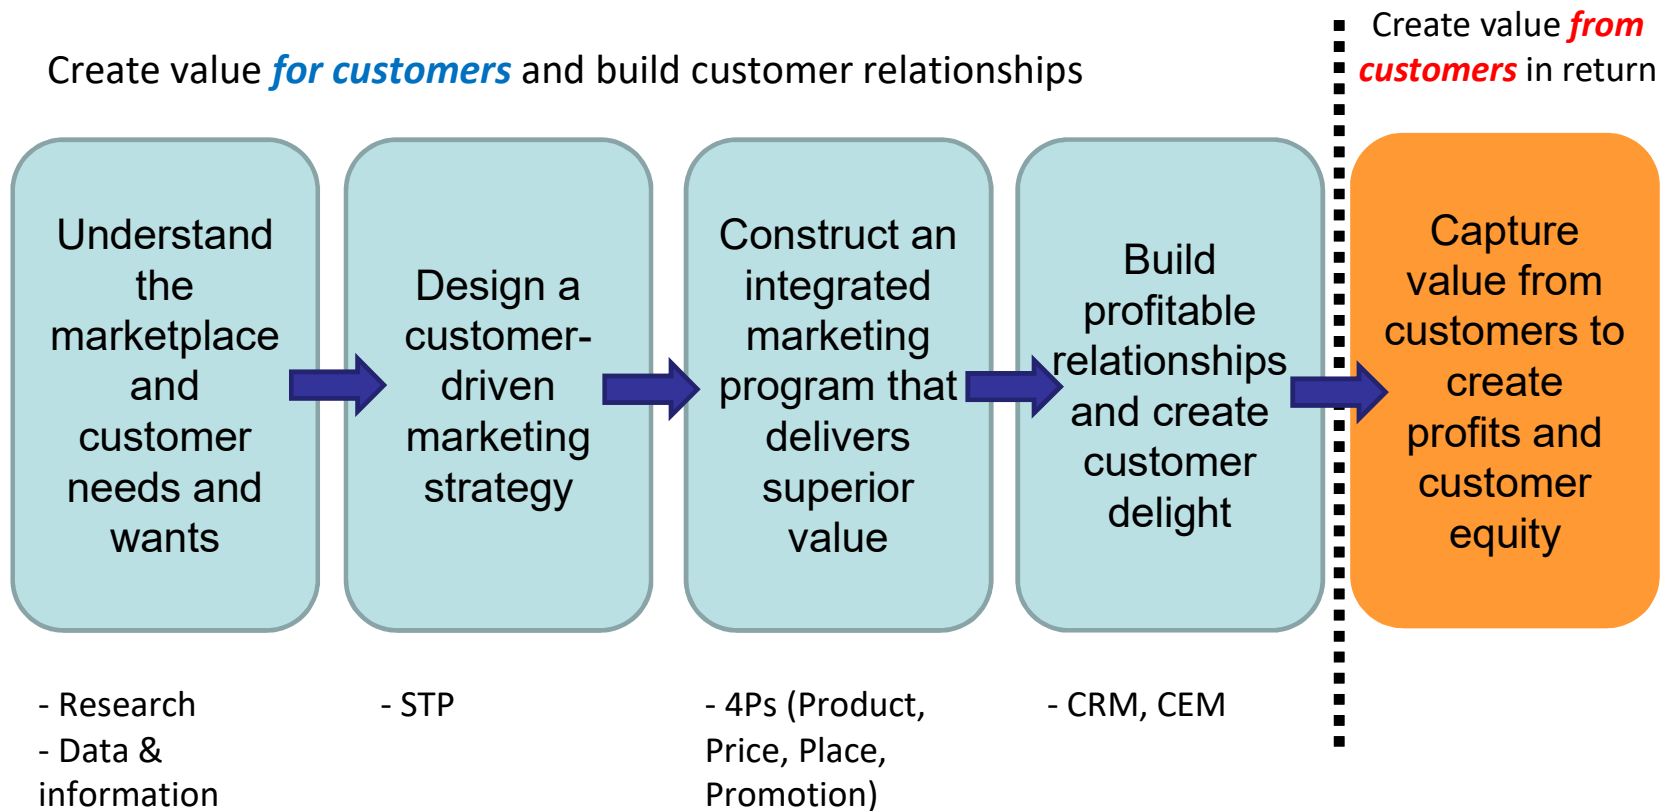 Create value for customers and build customer relationships
Create value from
customers in return
Understand
the
marketplace
and
customer
needs and
wants
Design a
customer-
driven
marketing
strategy
Construct an
integrated
marketing
program that
delivers
superior
value
Build
profitable
relationships
and create
customer
delight
Capture
value from
customers to
create
profits and
customer
equity
- Research
- Data &
information
- STP
- 4Ps (Product,
Price, Place,
Promotion)
- CRM, CEM